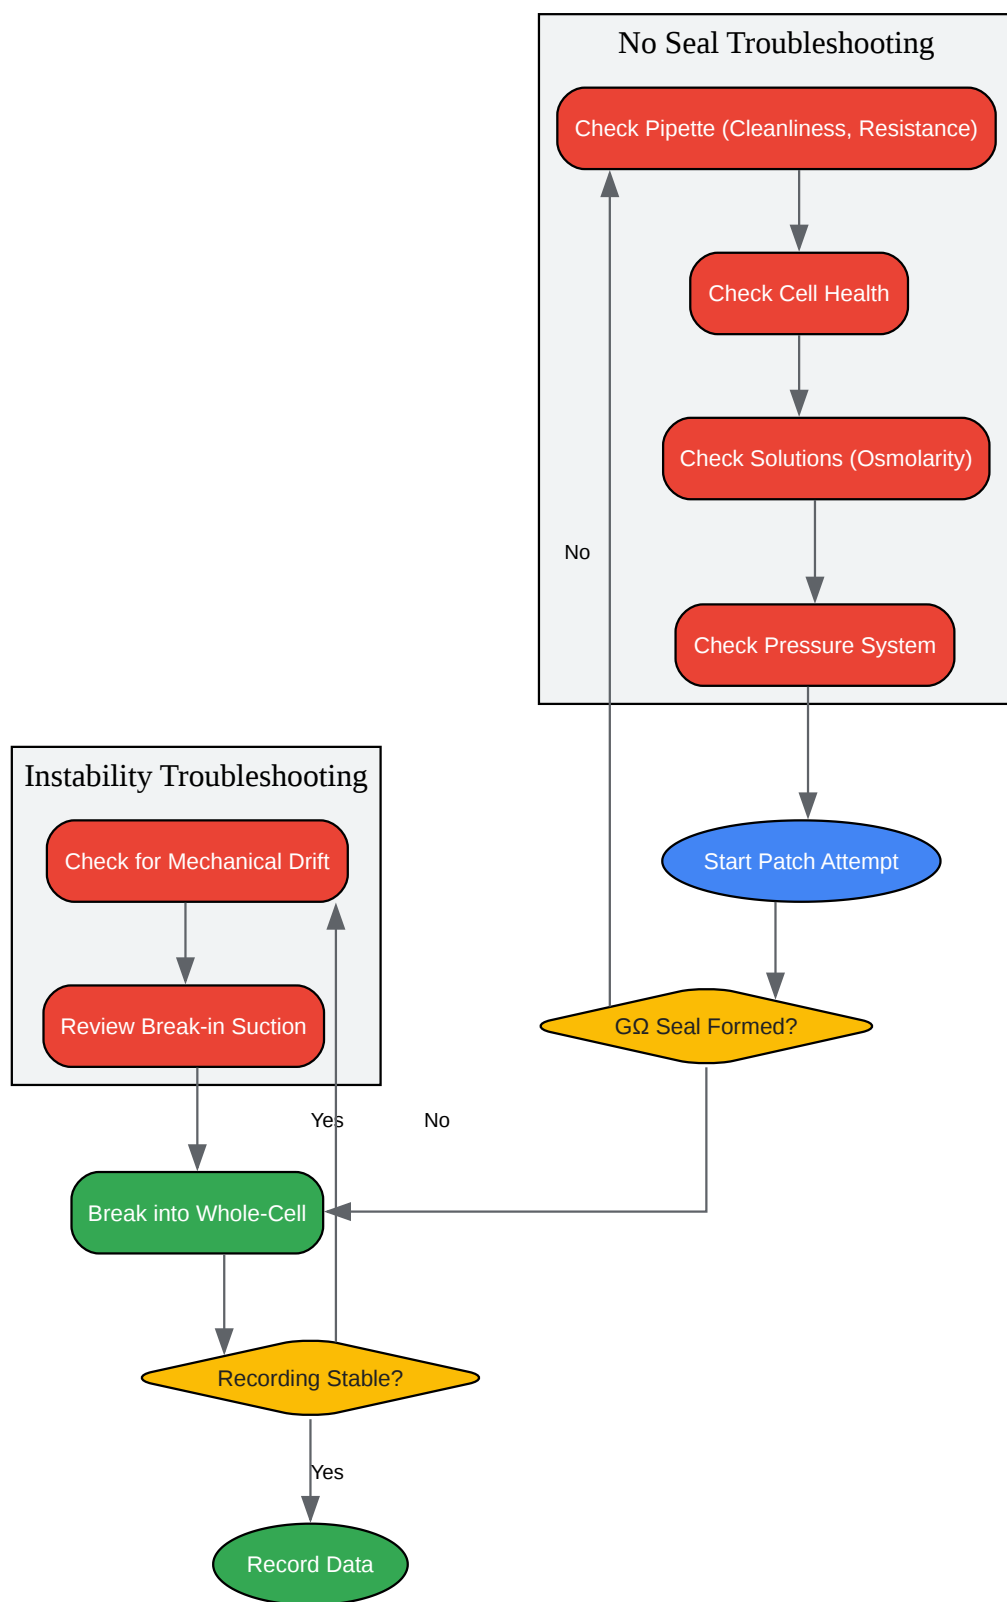 No Seal Troubleshooting
Check Pipette (Cleanliness, Resistance)
Check Cell Health
Check Solutions (Osmolarity)
No
Check Pressure System
Instability Troubleshooting
Check for Mechanical Drift
Start Patch Attempt
Review Break-in Suction
GΩ Seal Formed?
Yes
No
Break into Whole-Cell
Recording Stable?
Yes
Record Data